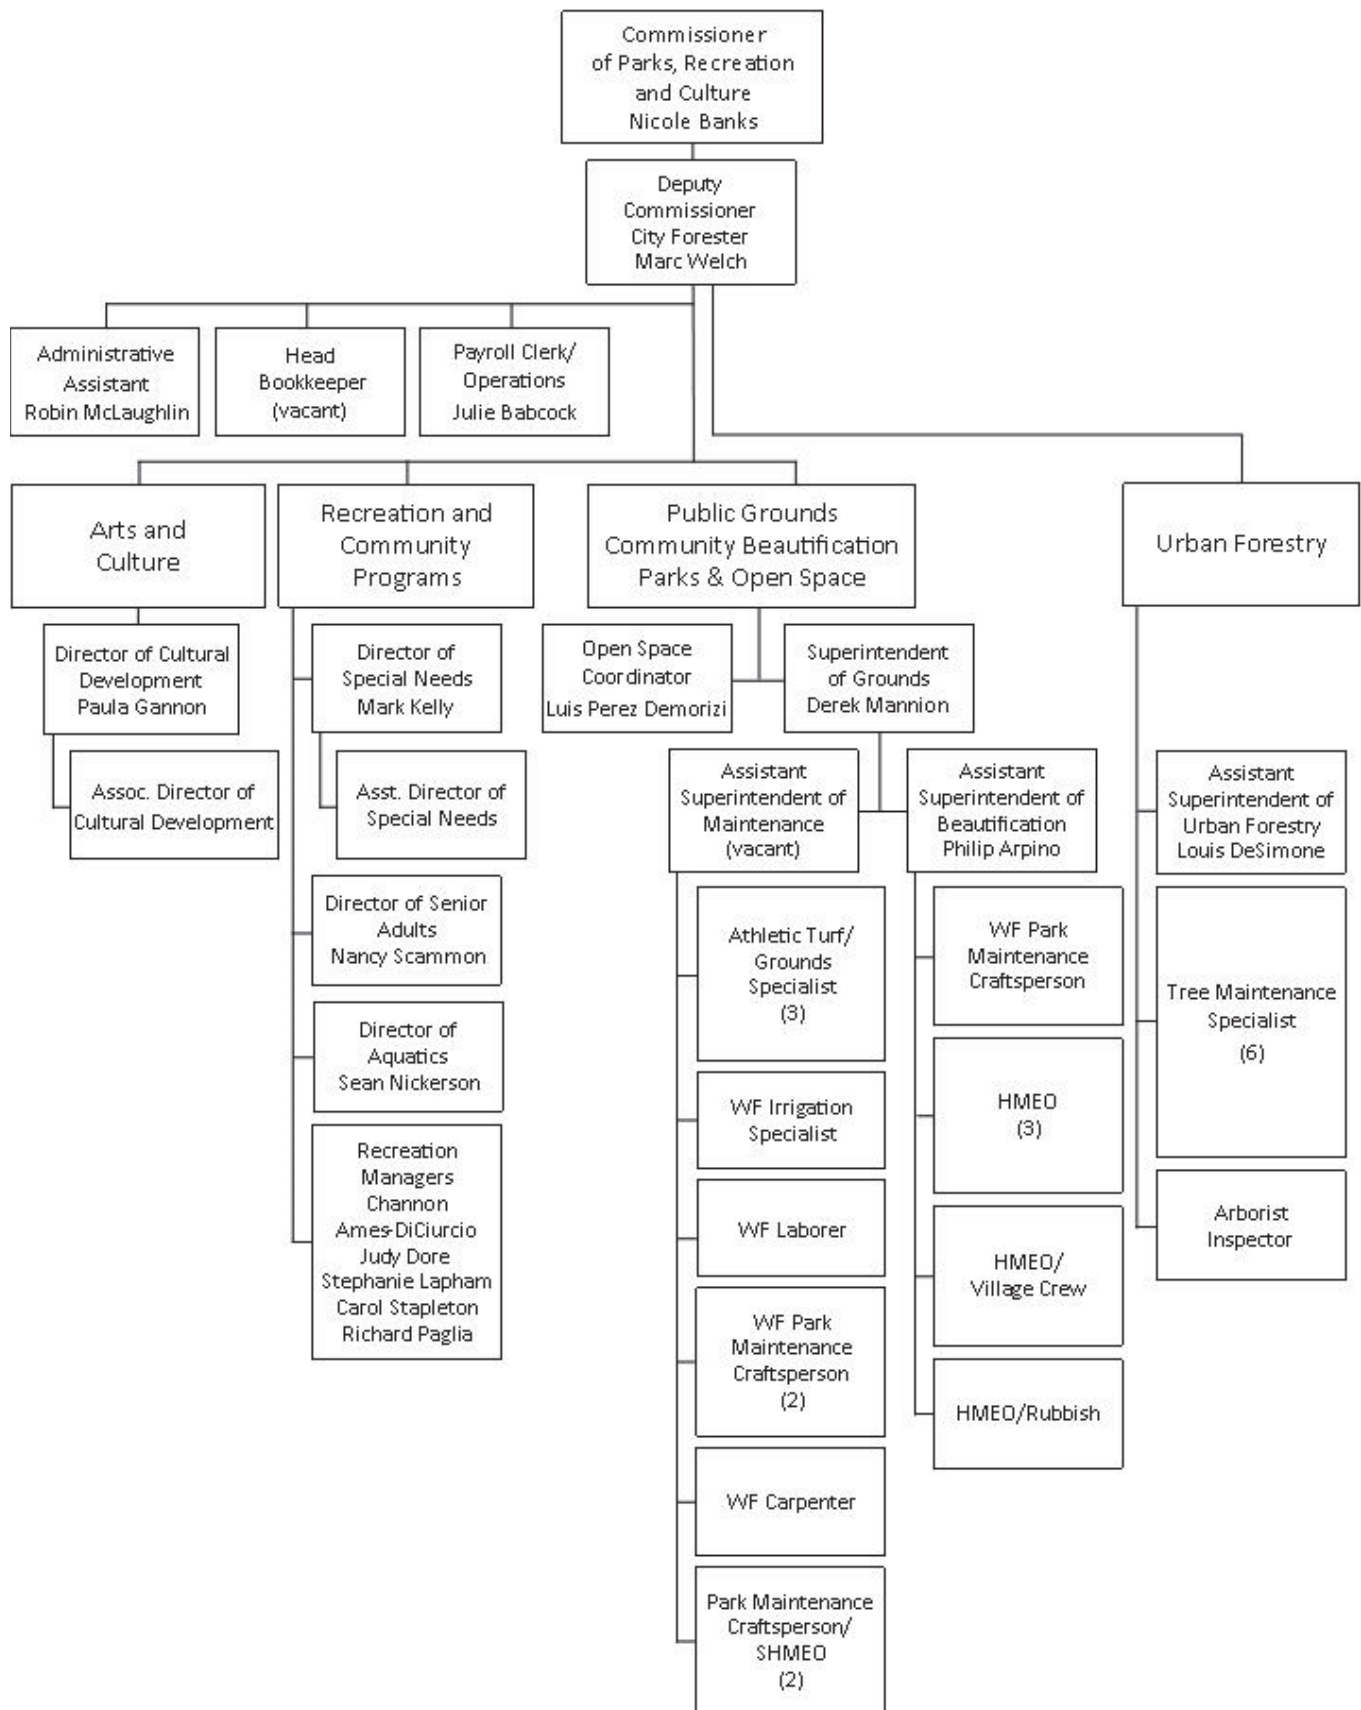 Commissioner
of Parks, Recreation
and Culture
Nicole Banks
Deputy
Commissioner
City Forester
Marc Welch
Administrative
Assistant
Robin McLaughlin
Head
Bookkeeper
(vacant)
Payroll Clerk/
Operations
Julie Babcock
Arts and
Culture
Recreation and
Community
Programs
Public Grounds
Community Beautification
Parks & Open Space
Urban Forestry
Director of Cultural
Development
Paula Gannon
Assoc. Director of
Cultural Development
Director of
Special Needs
Mark Kelly
Asst. Director of
Special Needs
Director of Senior
Adults
Nancy Scammon
Director of
Aquatics
Sean Nickerson
Recreation
Managers
Channon
Ames-DiCiurcio
Judy Dore
Stephanie Lapham
Carol Stapleton
Richard Paglia
Open Space
Coordinator
Luis Perez Demorizi
Superintendent
of Grounds
Derek Mannion
Assistant
Superintendent of
Maintenance
(vacant)
Athletic Turf/
Grounds
Specialist
(3)
WF Irrigation
Specialist
WF Laborer
WF Park
Maintenance
Craftsperson
(2)
WF Carpenter
Park Maintenance
Craftsperson/
SHMEO
(2)
Assistant
Superintendent of
Beautification
Philip Arpino
WF Park
Maintenance
Craftsperson
HMEO
(3)
HMEO/
Village Crew
HMEO/Rubbish
Assistant
Superintendent of
Urban Forestry
Louis DeSimone
Tree Maintenance
Specialist
(6)
Arborist
Inspector